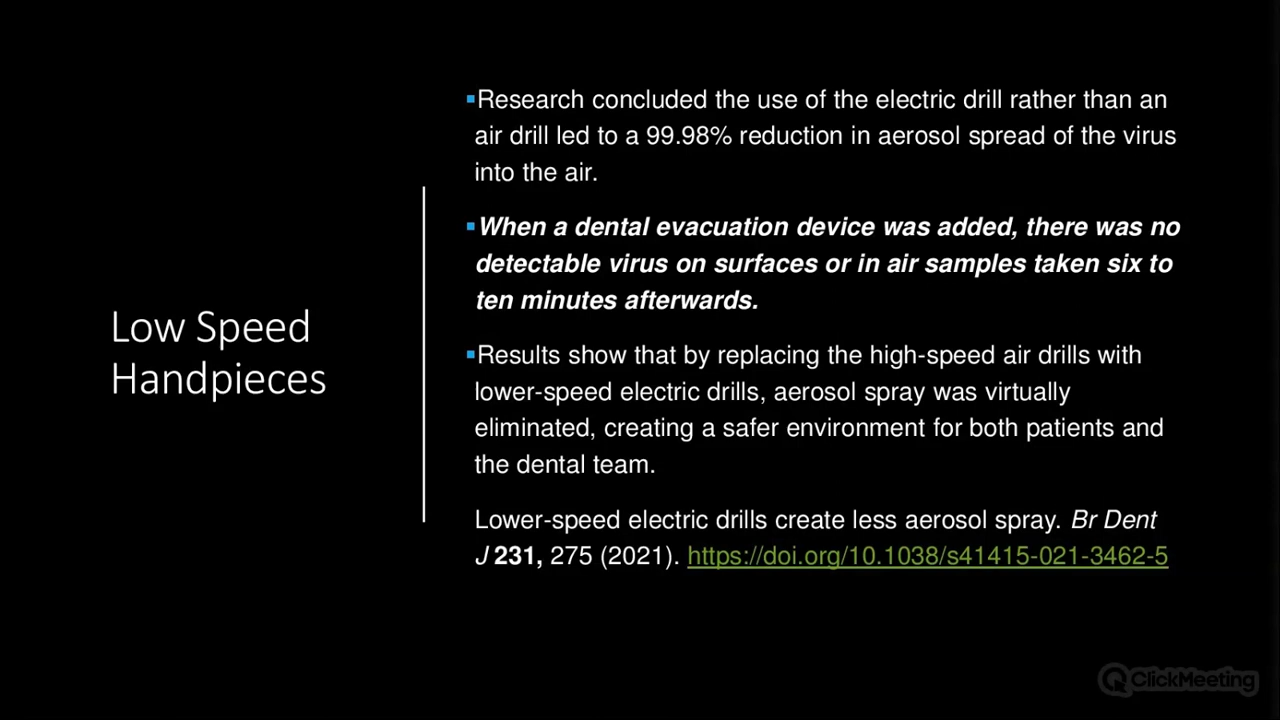 Low Speed
Handpieces
▪Research concluded the use of the electric drill rather than an
air drill led to a 99.98% reduction in aerosol spread of the virus
into the air.
▪When a dental evacuation device was added, there was no
detectable virus on surfaces or in air samples taken six to
ten minutes afterwards.
▪Results show that by replacing the high-speed air drills with
lower-speed electric drills, aerosol spray was virtually
eliminated, creating a safer environment for both patients and
the dental team.
Lower-speed electric drills create less aerosol spray. Br Dent
J 231, 275 (2021). https://doi.org/10.1038/s41415-021-3462-5
ClickMeeting